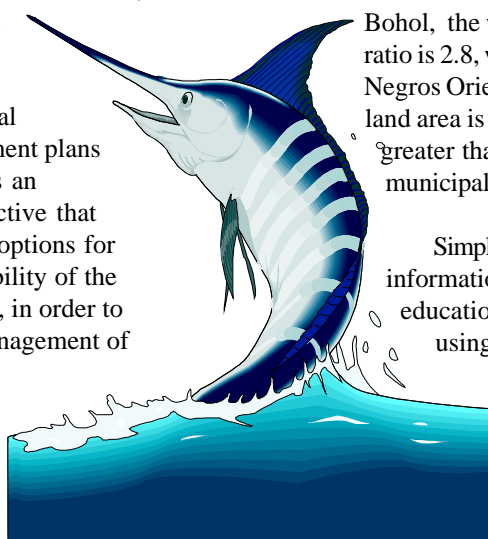 al
ment plans
an
ctive that
options for
bility of the
, in order to
nagement of
Bohol, the
ratio is 2.8,
Negros Orie
land area is
greater tha
municipal
Simpl
informatio
educatio
using